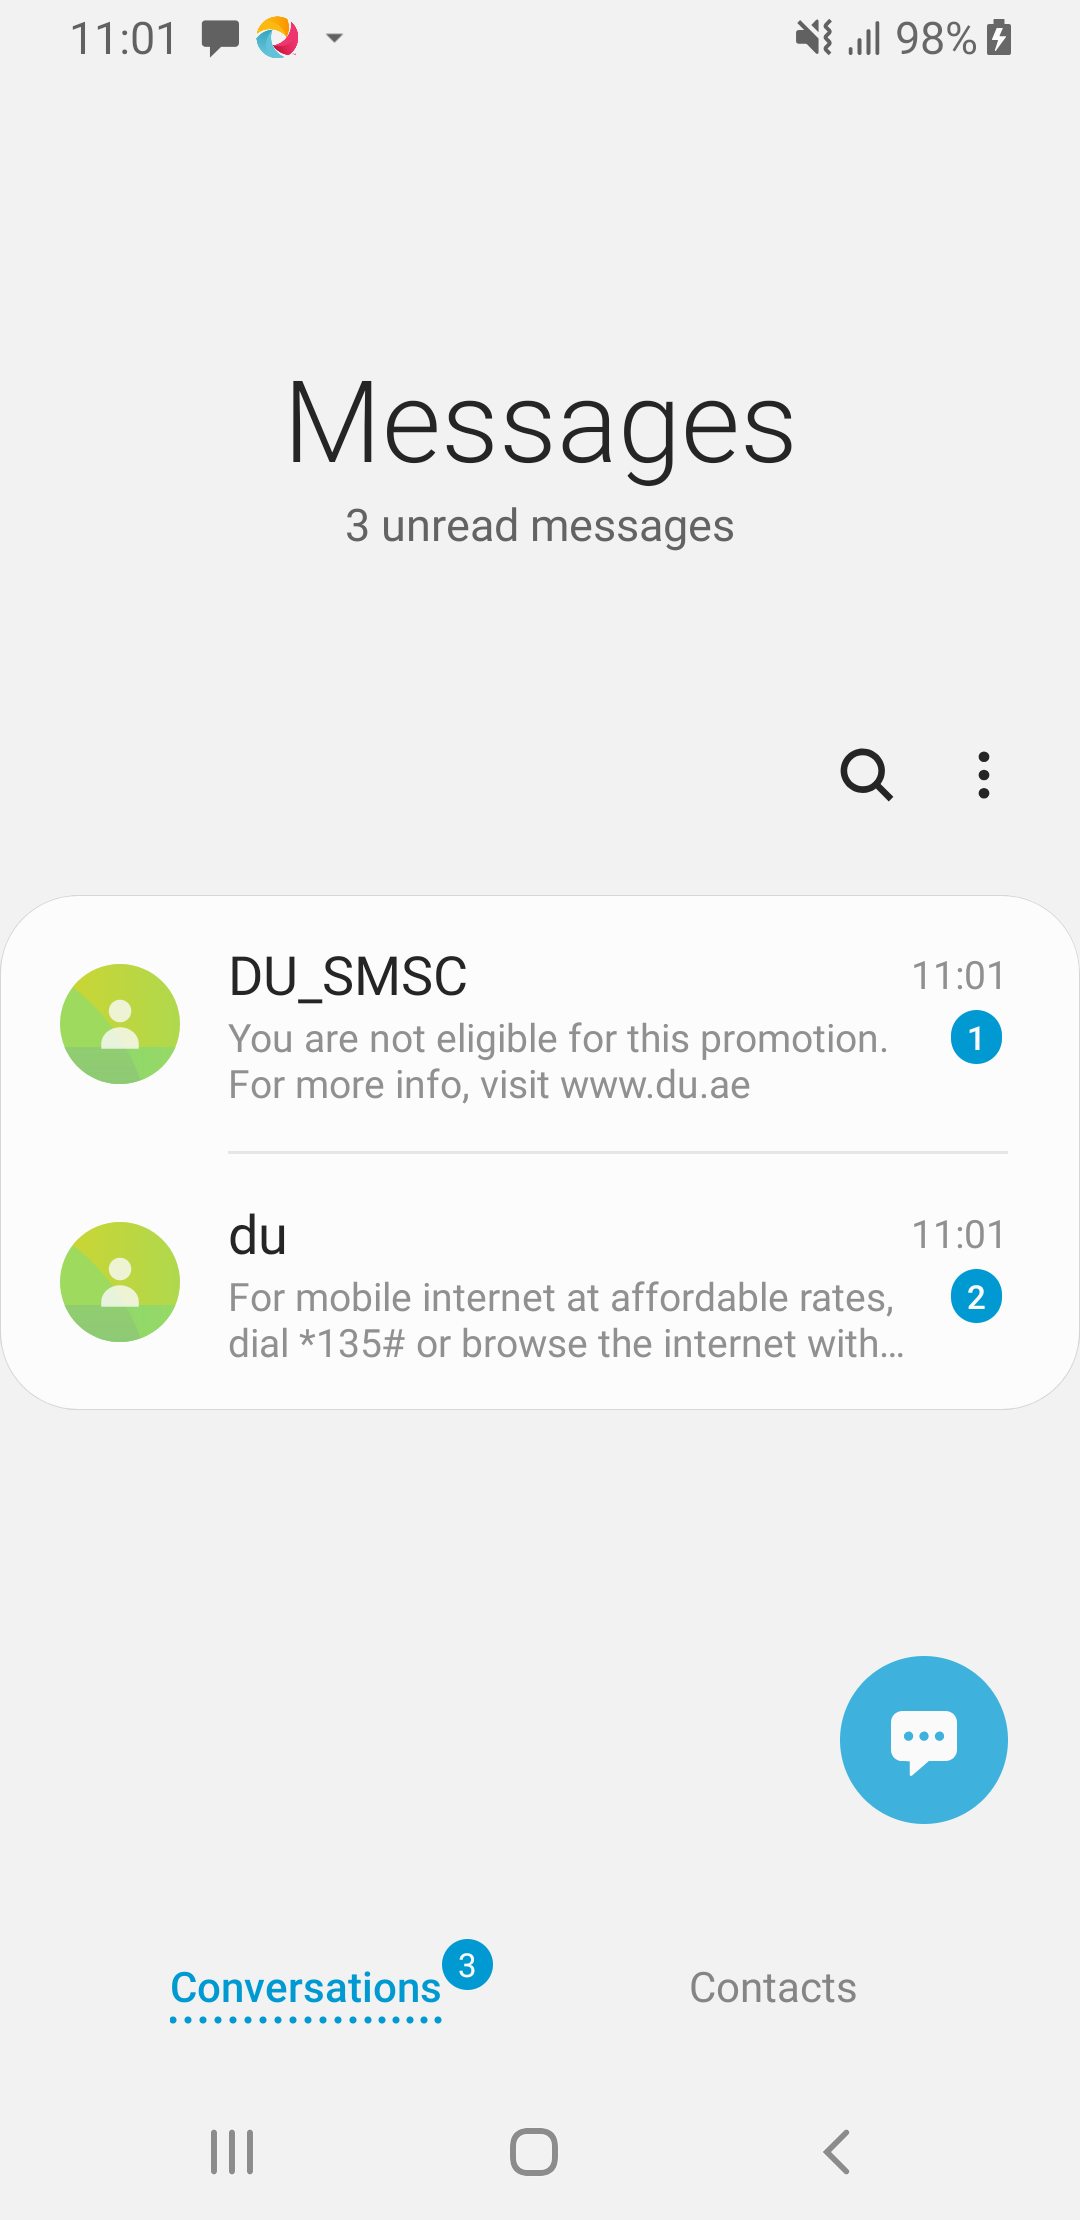 11:01
98%
Messages
3 unread messages
DU_SMSC
11:01
You are not eligible for this promotion.
1
For more info, visit www.du.ae
du
11:01
For mobile internet at affordable rates,
2
dial *135# or browse the internet with...
Conversations
3
Contacts